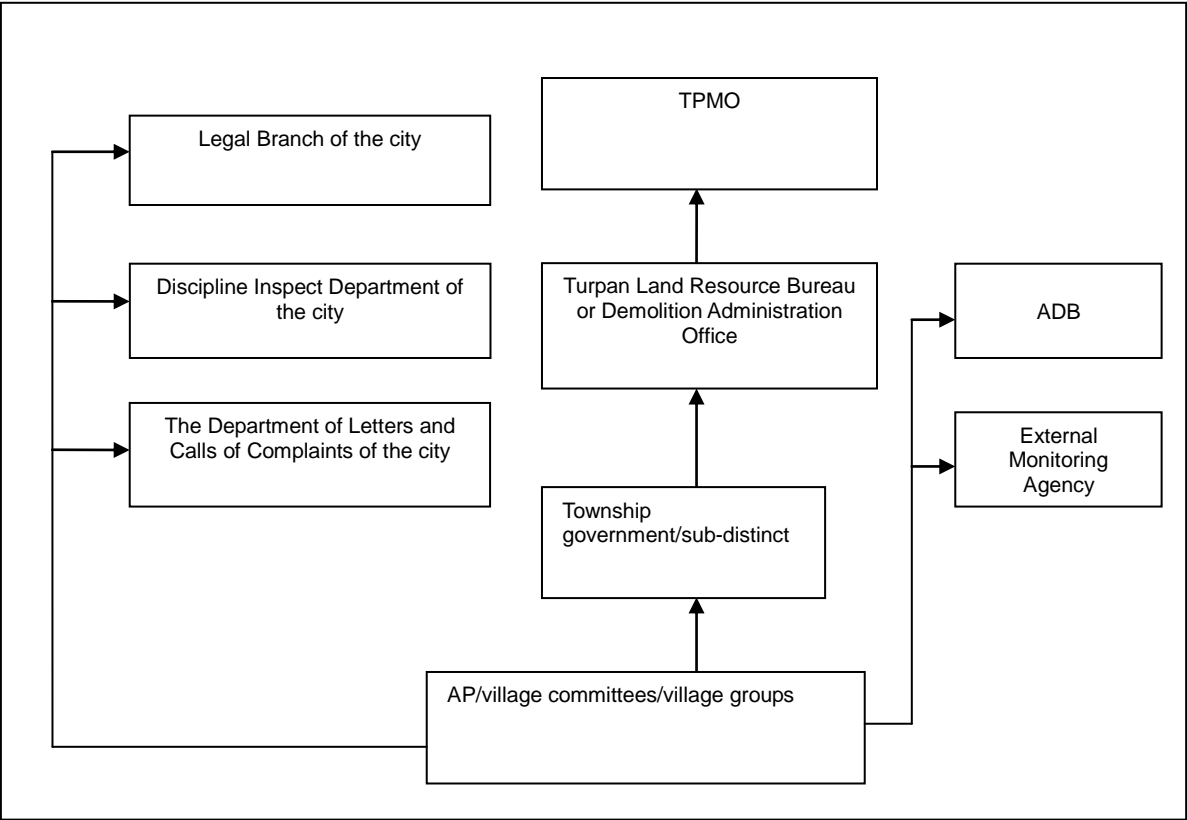 TPMO
Legal Branch of the city
Discipline Inspect Department of
the city
Turpan Land Resource Bureau
or Demolition Administration
Office
ADB
The Department of Letters and
Calls of Complaints of the city
External
Monitoring
Agency
Township
government/sub-distinct
AP/village committees/village groups